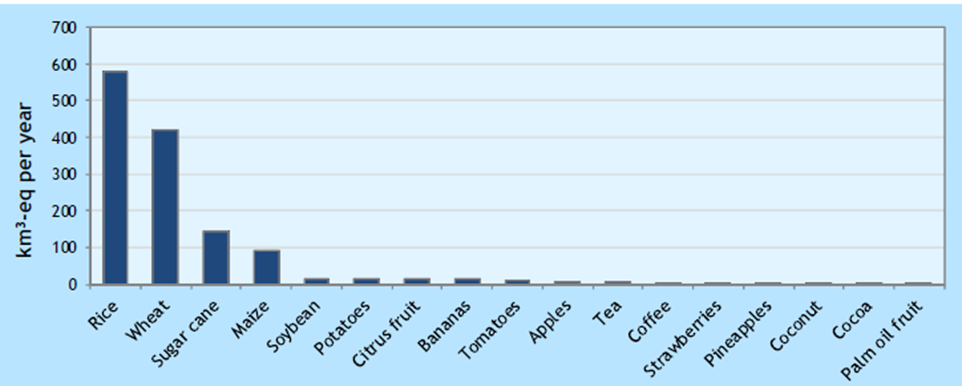 700
600
500
400
300
200
100
0
km³-eq per year
Rice
Wheat
Sugar cane
Maize
Soybean
Potatoes
Citrus fruit
Bananas
Tomatoes
Apples
Tea
Coffee
Strawberries
Pineapples
Coconut
Cocoa
Palm oil fruit